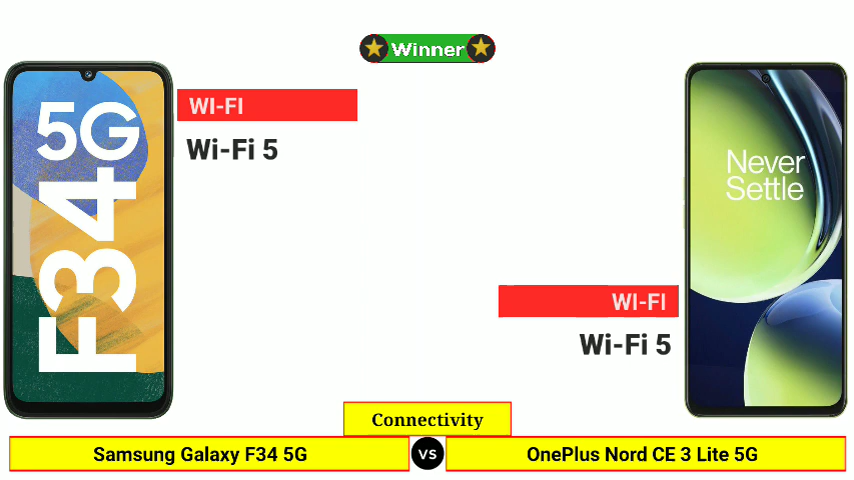 Winner
5G
F34
WI-FI
Wi-Fi 5
Never
Settle
WI-FI
Wi-Fi 5
Connectivity
Samsung Galaxy F34 5G
VS
OnePlus Nord CE 3 Lite 5G